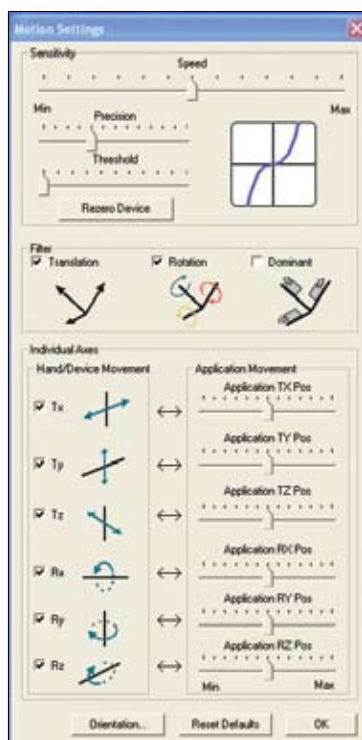 Motion Settings
Sensitivity
Speed
Min
Max
Precision
Threshold
Rezero Device
Filter
Translation
Rotation
Dominant
Individual Axes
Hand/Device Movement
Application Movement
Tx
Application TX Pos
Ty
Application TY Pos
Tz
Application TZ Pos
Rx
Application RX Pos
Ry
Application RY Pos
Rz
Application RZ Pos
Min
Max
Orientation...
Reset Defaults
OK